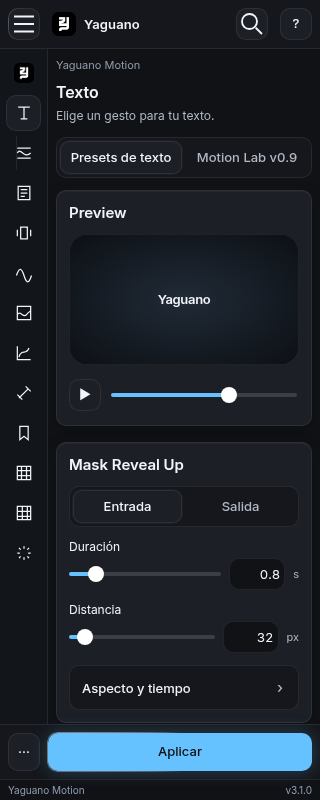 Yaguano
?
Yaguano Motion
Texto
Elige un gesto para tu texto.
Presets de texto
Motion Lab v0.9
Preview
Yaguano
Mask Reveal Up
Entrada
Salida
Duración
0.8 s
Distancia
32 px
Aspecto y tiempo
Aplicar
Yaguano Motion
v3.1.0